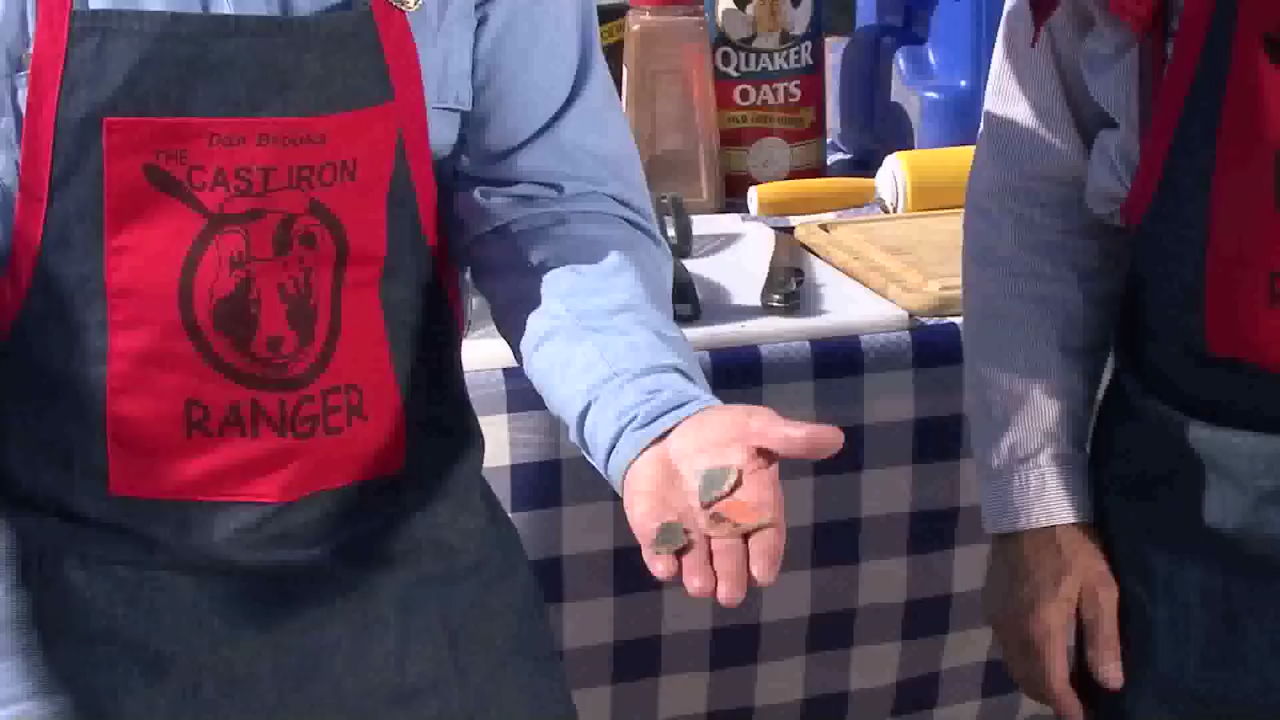 Dan Brooks
THE
CAST IRON
RANGER
QUAKER
OATS